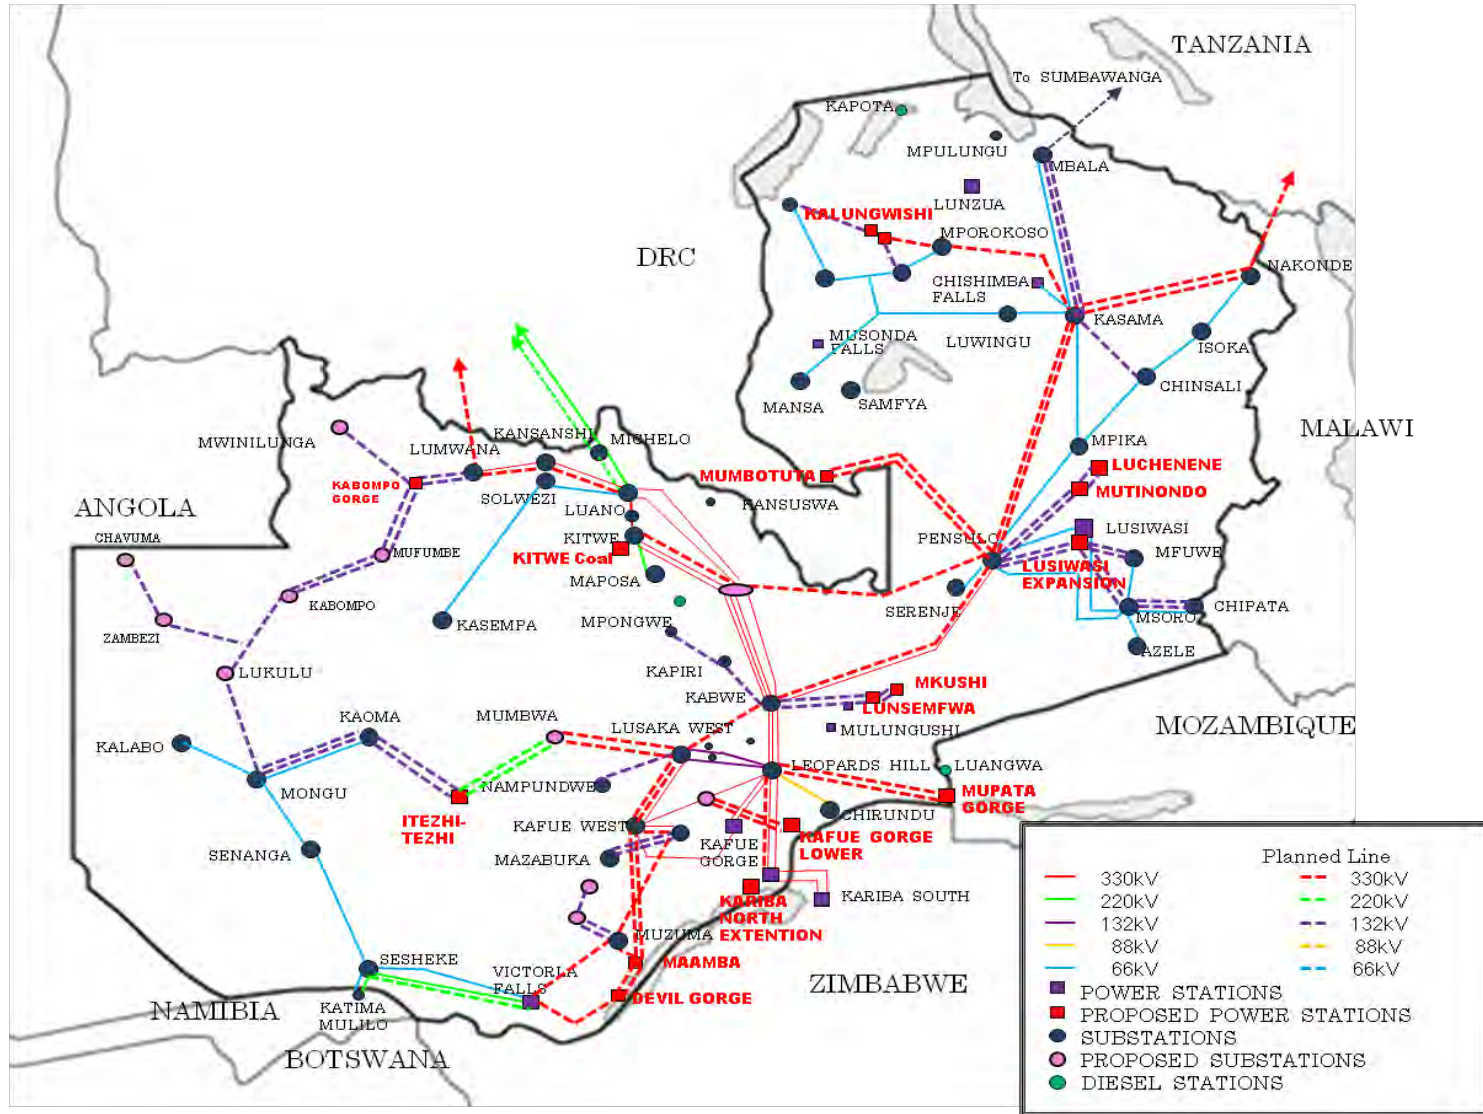 TANZANIA
To SUMBAWANGA
KAPOTA
MPULUNGU
MBALA
LUNZUA
KALUNGWISHI
MPOROKOSO
DRC
NAKONDE
CHISHIMBA
FALLS
KASAMA
MUSONDA
FALLS
LUWINGU
ISOKA
CHINSALI
MANSA
SAMFYA
MALAWI
MWINILUNGA
LUMWANA
KANSANSHI
MICHELO
MPIKA
LUCHENENE
MUMBOTUTA
KABOMPO
GORGE
SOLWEZI
MUTINONDO
ANGOLA
LUANO
KANSUSWA
LUSIWASI
CHAVUMA
KITWE
PENSULO
MUFUMBE
KITWE Coal
MFUWE
LUSIWASI
EXPANSION
MAPOSA
SERENJE
KABOMPO
CHIPATA
ZAMBEZI
KASEMPA
MPONGWE
MSORO
AZELE
LUKULU
KAPIRI
MKUSHI
KABWE
LUNSEMFWA
KAOMA
MUMBWA
LUSAKA WEST
MULUNGUSHI
MOZAMBIQUE
KALABO
LEOPARDS HILL
LUANGWA
MONGU
NAMPUNDWE
MUPATA
GORGE
ITEZHI-
TEZHI
KAFUE WEST
CHIRUNDU
KAFUE
GORGE
KAFUE GORGE
LOWER
SENANGA
MAZABUKA
KARIBA SOUTH
KARIBA
NORTH
EXTENTION
MUZUMA
SESHEKE
VICTORIA
FALLS
MAAMBA
ZIMBABWE
DEVIL GORGE
NAMIBIA
KATIMA
MULILO
BOTSWANA
Planned Line
330kV 330kV
220kV 220kV
132kV 132kV
88kV 88kV
66kV 66kV
POWER STATIONS
PROPOSED POWER STATIONS
SUBSTATIONS
PROPOSED SUBSTATIONS
DIESEL STATIONS